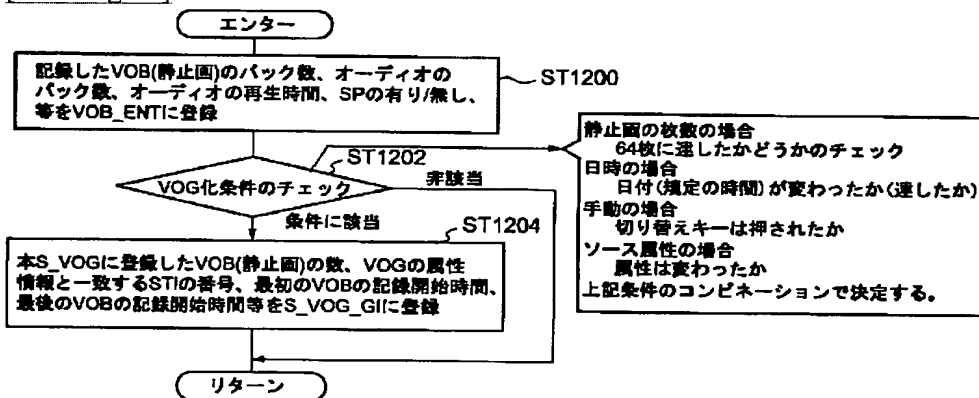 エンター
記録したVOB(静止画)のパック数、オーディオの
パック数、オーディオの再生時間、SPの有り/無し、
等をVOB_ENTに登録
ST1200
ST1202
VOG化条件のチェック
非該当
条件に該当
静止画の枚数の場合
64枚に達したかどうかのチェック
日時の場合
日付(規定の時間)が変わったか(達したか)
手動の場合
切り替えキーは押されたか
ソース属性の場合
属性は変わったか
上記条件のコンビネーションで決定する。
ST1204
本S_VOGに登録したVOB(静止画)の数、VOGの属性
情報と一致するSTIの番号、最初のVOBの記録開始時間、
最後のVOBの記録開始時間等をS_VOG_GIに登録
リターン